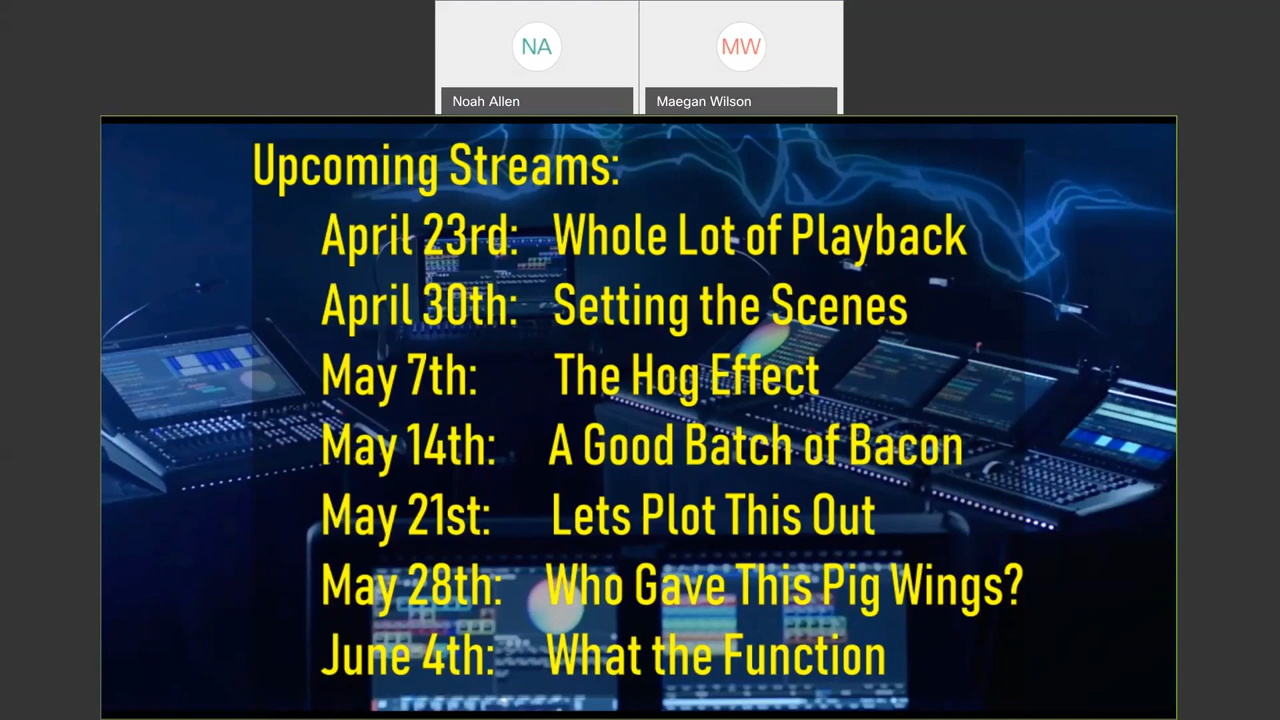 NA
MW
Noah Allen
Maegan Wilson
Upcoming Streams:
April 23rd: Whole Lot of Playback
April 30th: Setting the Scenes
May 7th: The Hog Effect
May 14th: A Good Batch of Bacon
May 21st: Lets Plot This Out
May 28th: Who Gave This Pig Wings?
June 4th: What the Function